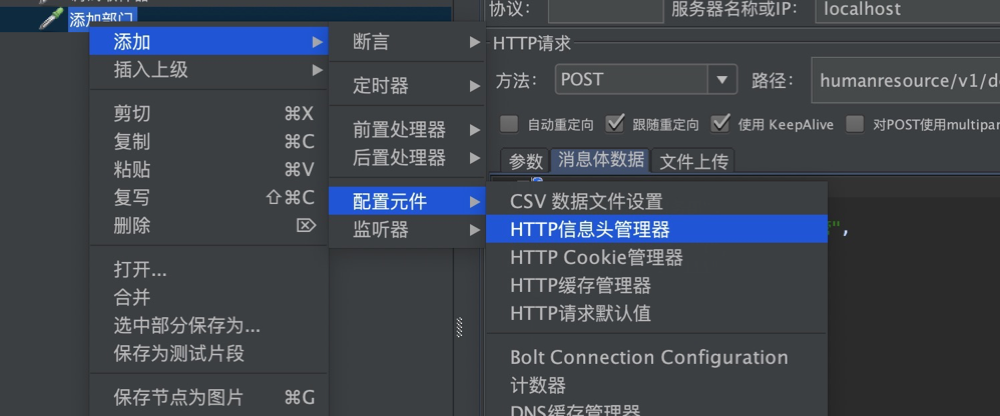 添加部门
添加
插入上级
剪切 ⌘X
复制 ⌘C
粘贴 ⌘V
复写 ⇧⌘C
删除 ⌦
打开...
合并
选中部分保存为...
保存为测试片段
保存节点为图片 ⌘G
断言
定时器
前置处理器
后置处理器
配置元件
监听器
协议: 服务器名称或IP: localhost
HTTP请求
方法: POST 路径: humanresource/v1/d
自动重定向 跟随重定向 使用 KeepAlive 对POST使用multipar
参数 消息体数据 文件上传
",
CSV 数据文件设置
HTTP信息头管理器
HTTP Cookie管理器
HTTP缓存管理器
HTTP请求默认值
Bolt Connection Configuration
计数器
DNS缓存管理器